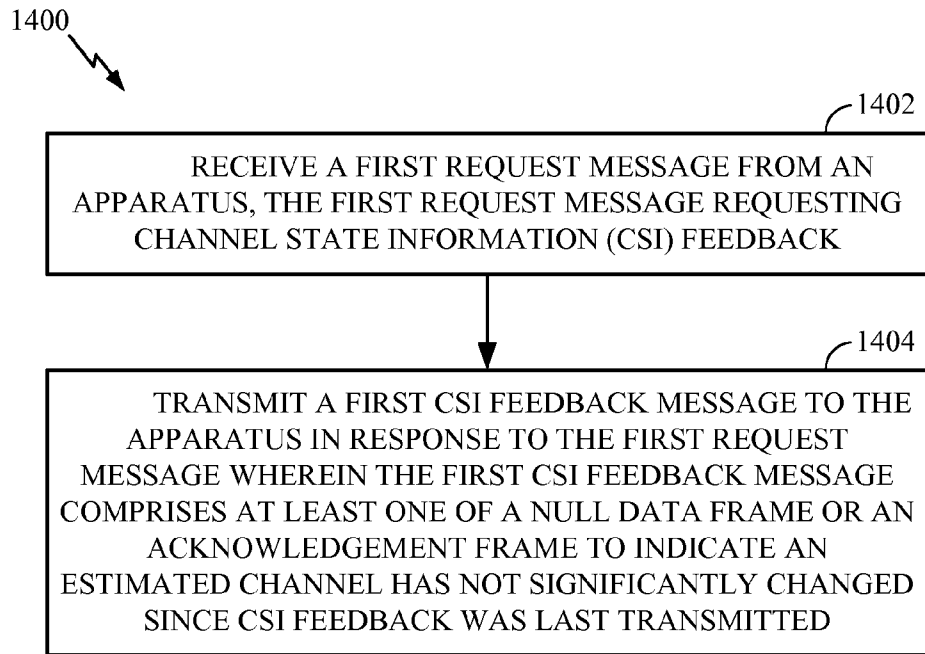 1400
1402
RECEIVE A FIRST REQUEST MESSAGE FROM AN
APPARATUS, THE FIRST REQUEST MESSAGE REQUESTING
CHANNEL STATE INFORMATION (CSI) FEEDBACK
1404
TRANSMIT A FIRST CSI FEEDBACK MESSAGE TO THE
APPARATUS IN RESPONSE TO THE FIRST REQUEST
MESSAGE WHEREIN THE FIRST CSI FEEDBACK MESSAGE
COMPRISES AT LEAST ONE OF A NULL DATA FRAME OR AN
ACKNOWLEDGEMENT FRAME TO INDICATE AN
ESTIMATED CHANNEL HAS NOT SIGNIFICANTLY CHANGED
SINCE CSI FEEDBACK WAS LAST TRANSMITTED